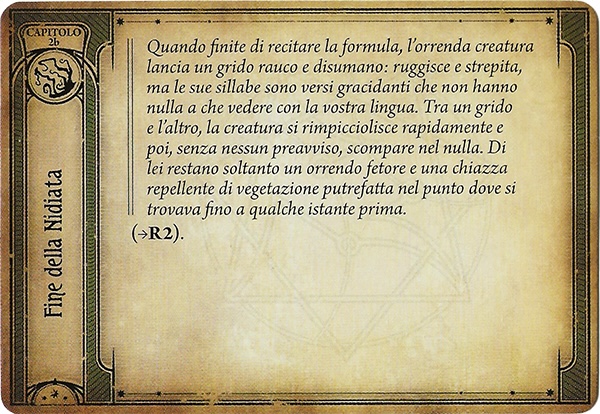 CAPITOLO
2b
Fine della Nidiata
Quando finite di recitare la formula, l'orrenda creatura
lancia un grido rauco e disumano: ruggisce e strepita,
ma le sue sillabe sono versi gracidanti che non hanno
nulla a che vedere con la vostra lingua. Tra un grido
e l'altro, la creatura si rimpicciolisce rapidamente e
poi, senza nessun preavviso, scompare nel nulla. Di
lei restano soltanto un orrendo fetore e una chiazza
repellente di vegetazione putrefatta nel punto dove si
trovava fino a qualche istante prima.
(→R2).